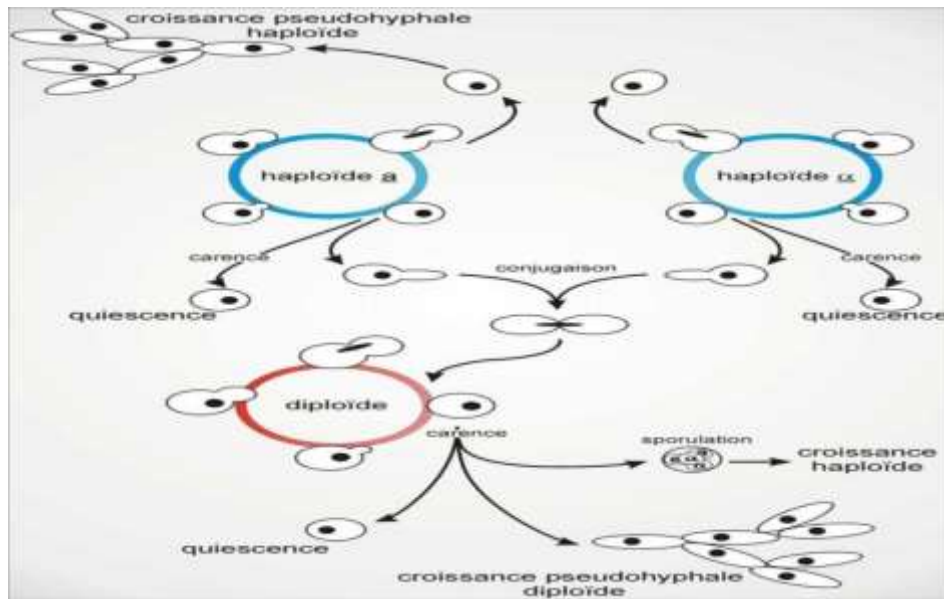 croissance pseudohyphale
haploïde
haploïde a
haploïde α
carence
conjugaison
carence
quiescence
quiescence
diploïde
carence
sporulation
a
a α
α
croissance
haploïde
quiescence
croissance pseudohyphale
diploïde